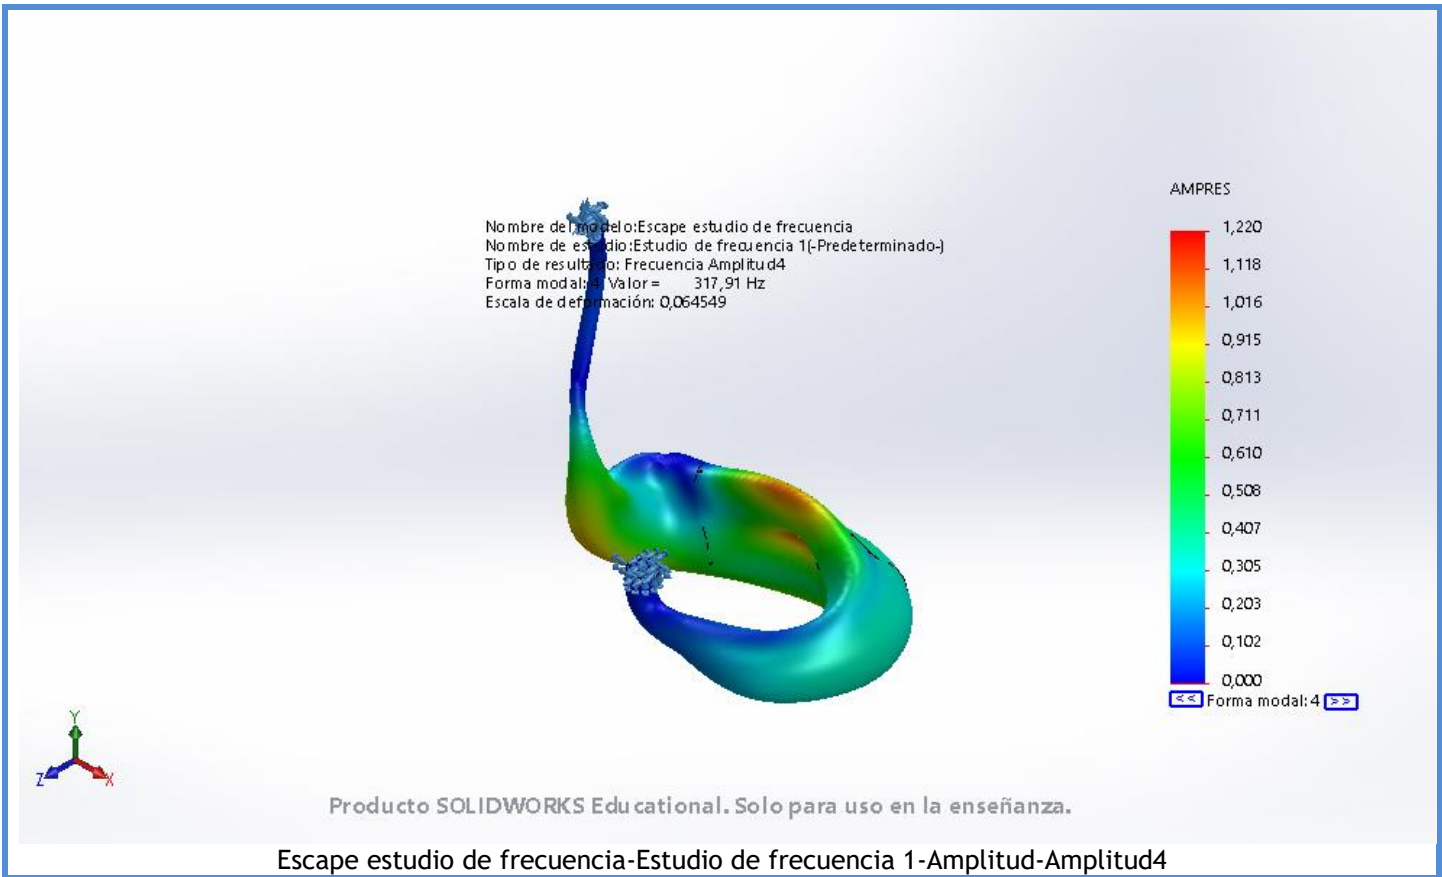 Nombre del modelo:Escape estudio de frecuencia
Nombre de estudio:Estudio de frecuencia 1(-Predeterminado-)
Tipo de resultado: Frecuencia Amplitud4
Forma modal: 4 Valor = 317,91 Hz
Escala de deformación: 0,064549
AMPRES
1,220
1,118
1,016
0,915
0,813
0,711
0,610
0,508
0,407
0,305
0,203
0,102
0,000
<< Forma modal: 4 >>
Y
Z
X
Producto SOLIDWORKS Educational. Solo para uso en la enseñanza.
Escape estudio de frecuencia-Estudio de frecuencia 1-Amplitud-Amplitud4